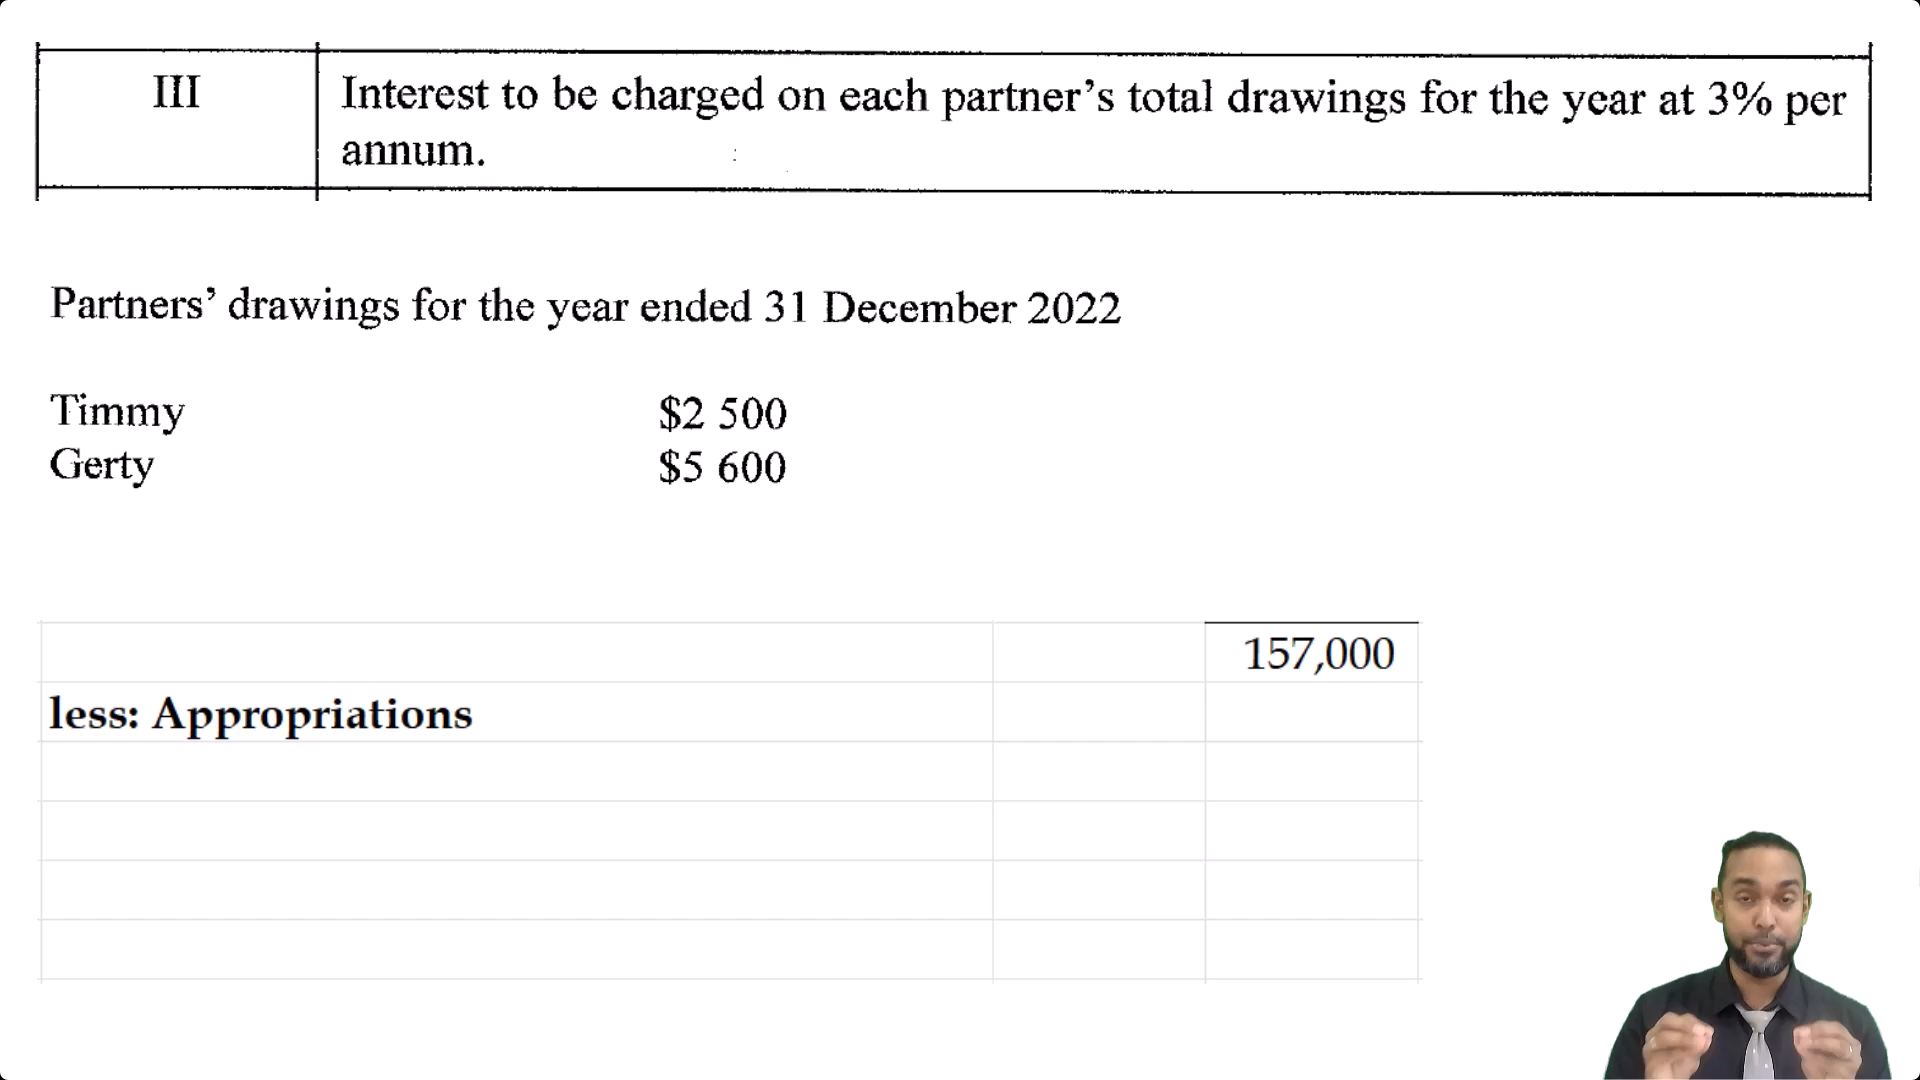 III
Interest to be charged on each partner's total drawings for the year at 3% per
annum.
Partners' drawings for the year ended 31 December 2022
Timmy $2 500
Gerty $5 600
157,000
less: Appropriations